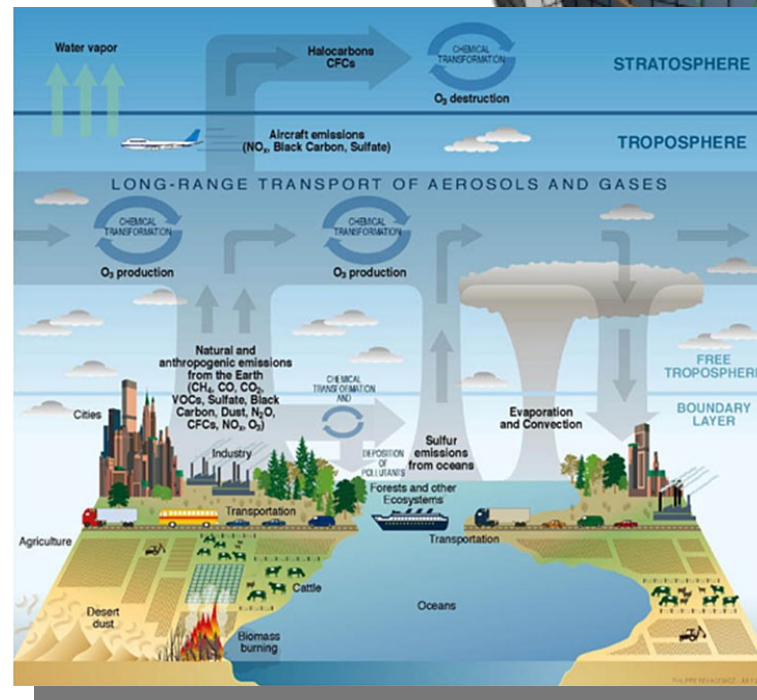 Water vapor
Halocarbons
CFCs
CHEMICAL
TRANSFORMATION
O₃ destruction
STRATOSPHERE
Aircraft emissions
(NOₓ, Black Carbon, Sulfate)
TROPOSPHERE
LONG-RANGE TRANSPORT OF AEROSOLS AND GASES
CHEMICAL
TRANSFORMATION
O₃ production
CHEMICAL
TRANSFORMATION
O₃ production
Natural and
anthropogenic emissions
from the Earth
(CH₄, CO, CO₂,
VOCs, Sulfate, Black
Carbon, Dust, N₂O,
CFCs, NOₓ, O₃)
CHEMICAL
TRANSFORMATION
AND
DEPOSITION
OF
POLLUTANTS
FREE
TROPOSPHERE
BOUNDARY
LAYER
Cities
Industry
Sulfur
emissions
from oceans
Evaporation
and Convection
Forests and other
Ecosystems
Transportation
Transportation
Agriculture
Cattle
Oceans
Desert
dust
Biomass
burning